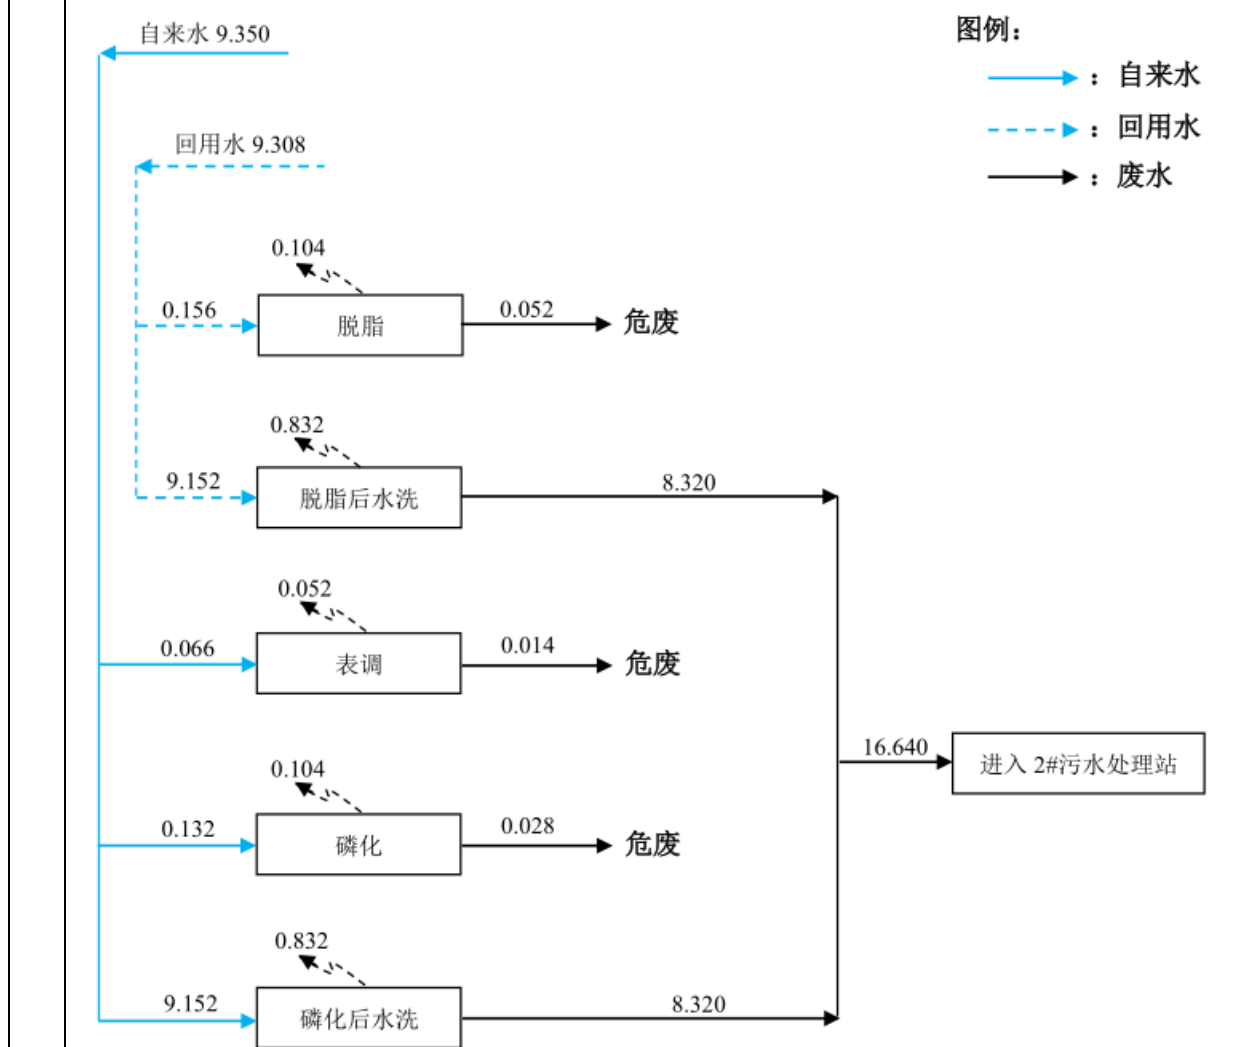 自来水 9.350
图例：
：自来水
回用水 9.308
：回用水
：废水
0.104
0.156
脱脂
0.052
危废
0.832
9.152
脱脂后水洗
8.320
0.052
0.066
表调
0.014
危废
16.640
进入 2#污水处理站
0.104
0.132
磷化
0.028
危废
0.832
9.152
磷化后水洗
8.320